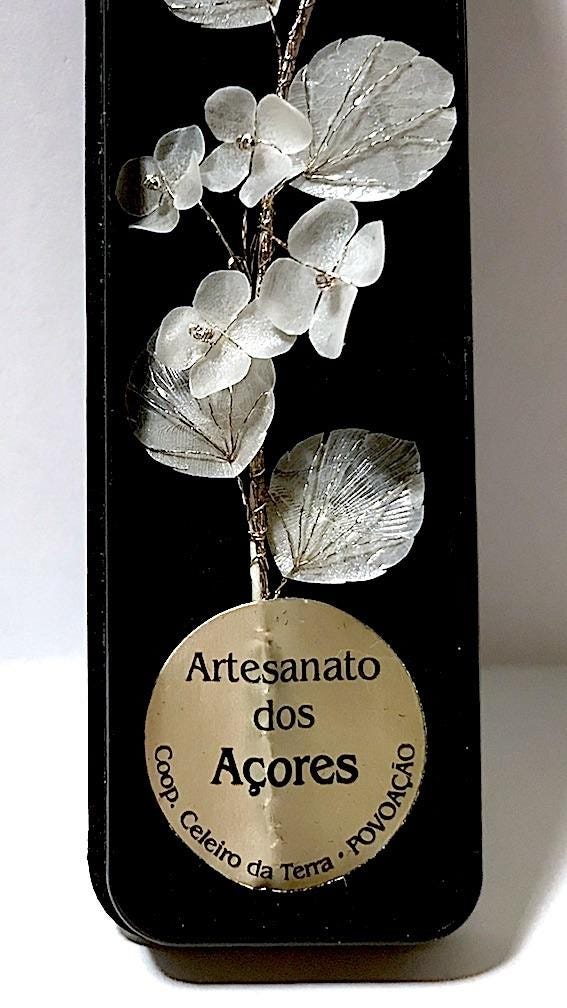 Artesanato
dos
Açores
Coop. Celeiro da Terra · POVOAÇÃO